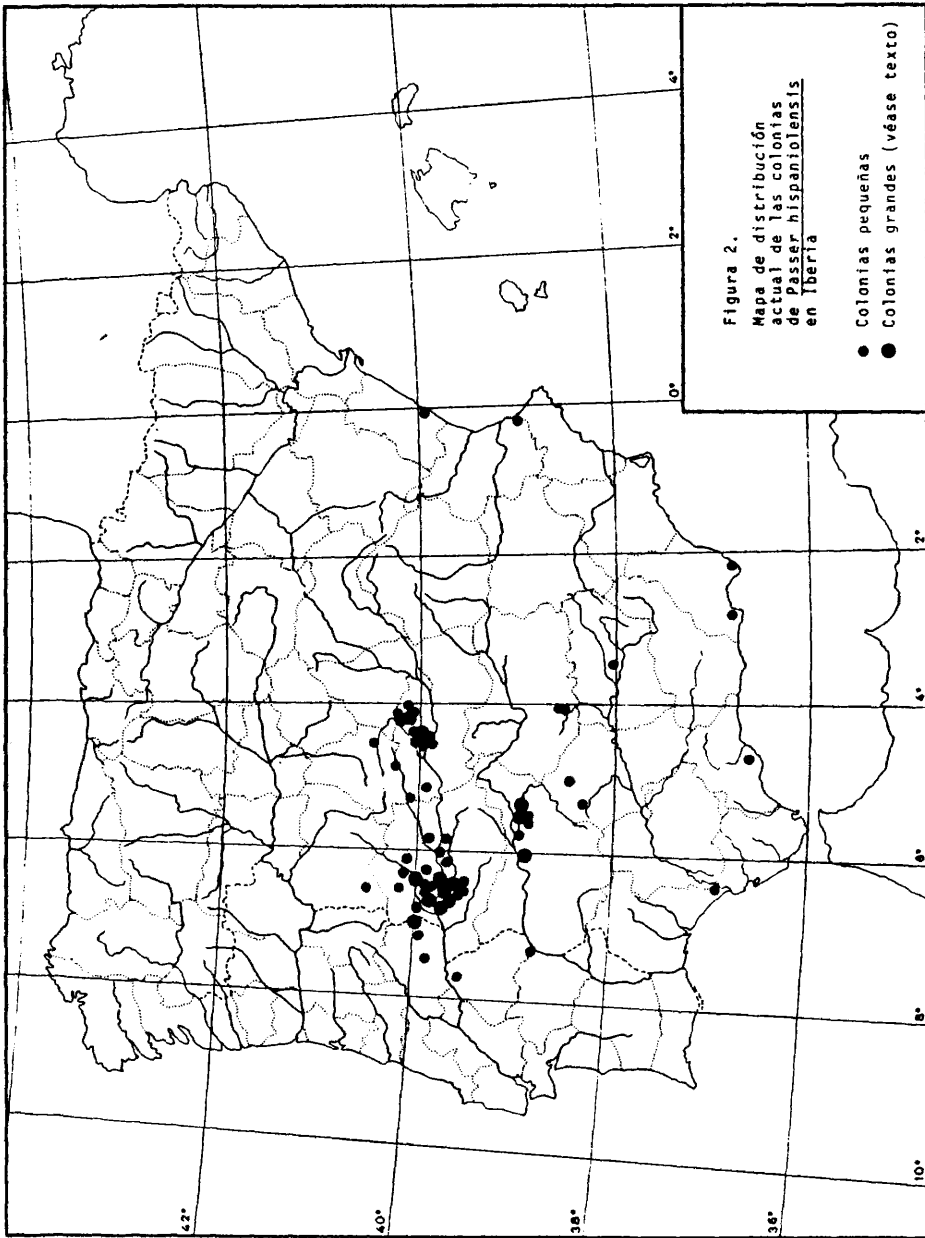 Figura 2.
Mapa de distribución
actual de las colonias
de Passer hispaniolensis
en Iberia
Colonias pequeñas
Colonias grandes (véase texto)
42°
40°
38°
36°
10°
8°
6°
4°
2°
0°
2°
4°